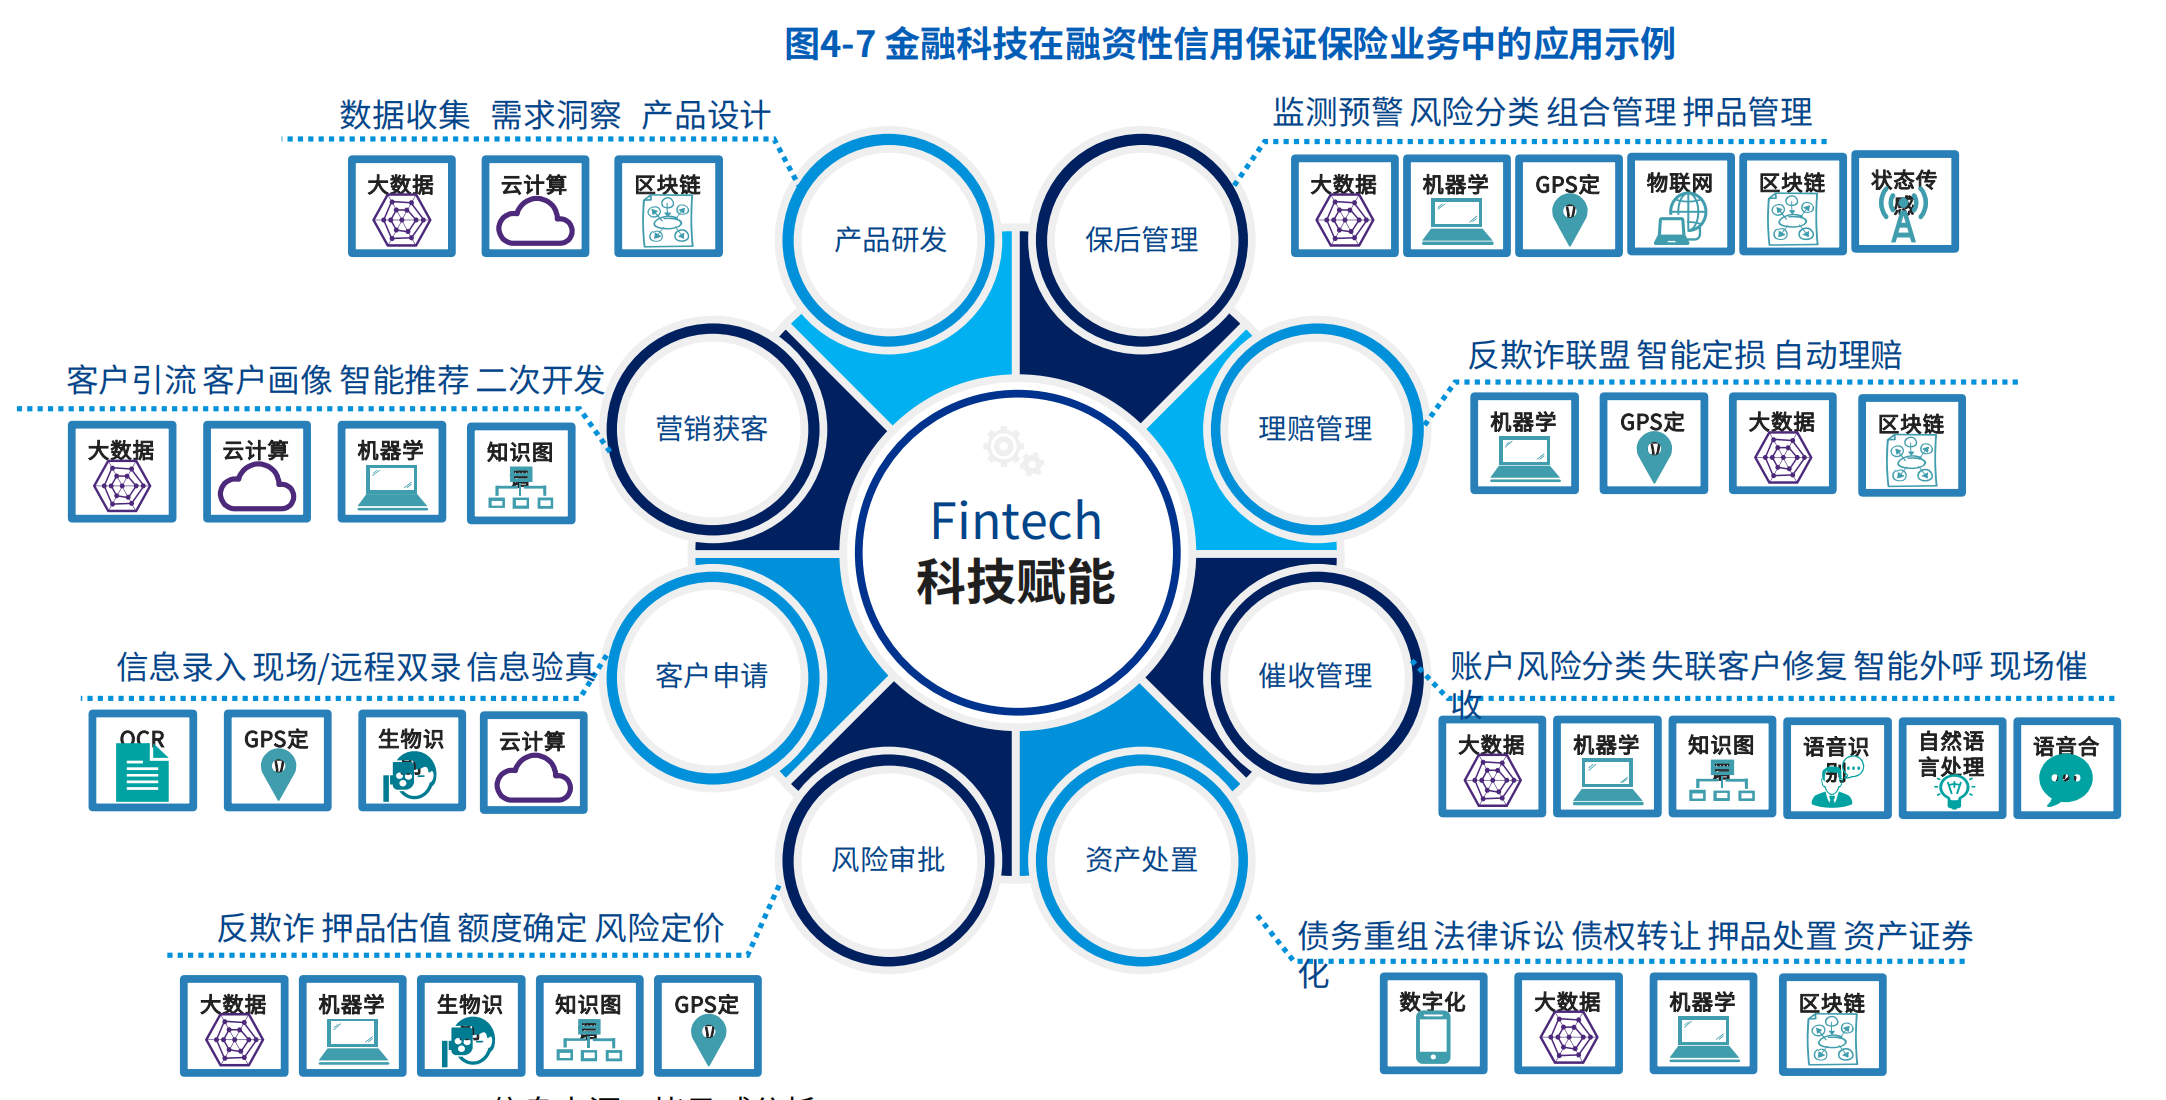 图4-7 金融科技在融资性信用保证保险业务中的应用示例
数据收集 需求洞察 产品设计
大数据
云计算
区块链
产品研发
监测预警 风险分类 组合管理 押品管理
大数据
机器学
GPS定
物联网
区块链
状态传
感
保后管理
客户引流 客户画像 智能推荐 二次开发
大数据
云计算
机器学
知识图
营销获客
反欺诈联盟 智能定损 自动理赔
机器学
GPS定
大数据
区块链
理赔管理
Fintech
科技赋能
信息录入 现场/远程双录 信息验真
OCR
GPS定
生物识
云计算
客户申请
账户风险分类 失联客户修复 智能外呼 现场催
收
大数据
机器学
知识图
语音识
别
自然语
言处理
语音合
催收管理
反欺诈 押品估值 额度确定 风险定价
大数据
机器学
生物识
知识图
GPS定
风险审批
债务重组 法律诉讼 债权转让 押品处置 资产证券
化
数字化
大数据
机器学
区块链
资产处置